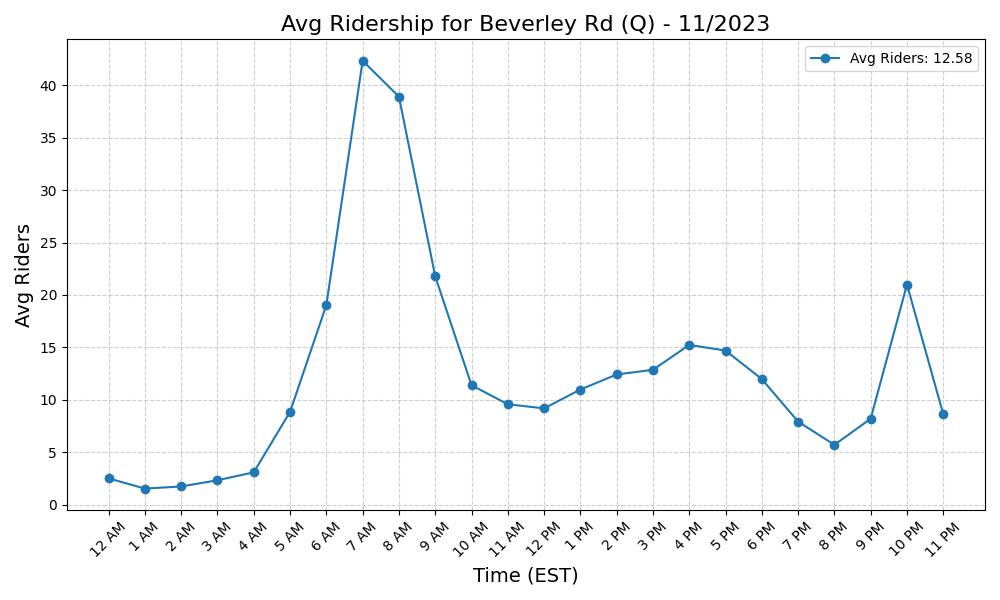 Avg Ridership for Beverley Rd (Q) - 11/2023
Avg Riders: 12.58
Avg Riders
40
35
30
25
20
15
10
5
0
12 AM
1 AM
2 AM
3 AM
4 AM
5 AM
6 AM
7 AM
8 AM
9 AM
10 AM
11 AM
12 PM
1 PM
2 PM
3 PM
4 PM
5 PM
6 PM
7 PM
8 PM
9 PM
10 PM
11 PM
Time (EST)